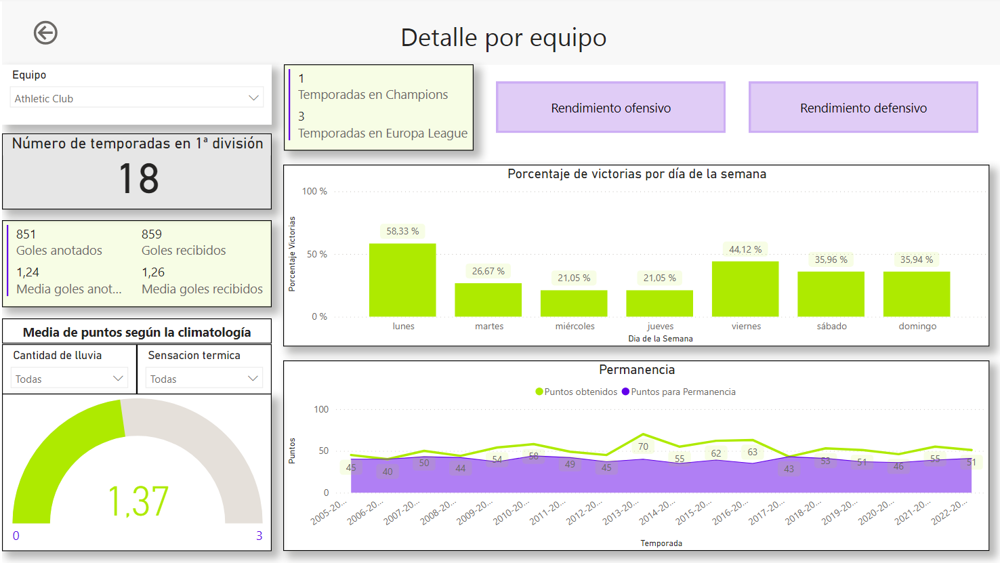 Detalle por equipo
Equipo
Athletic Club
Número de temporadas en 1ª división
18
851
Goles anotados
859
Goles recibidos
1,24
Media goles anot...
1,26
Media goles recibidos
Media de puntos según la climatología
Cantidad de lluvia
Todas
Sensacion termica
Todas
1,37
0
3
1
Temporadas en Champions
3
Temporadas en Europa League
Rendimiento ofensivo
Rendimiento defensivo
Porcentaje de victorias por día de la semana
Porcentaje Victorias
100 %
50 %
0 %
58,33 %
26,67 %
21,05 %
21,05 %
44,12 %
35,96 %
35,94 %
lunes
martes
miércoles
jueves
viernes
sábado
domingo
Dia de la Semana
Permanencia
Puntos obtenidos
Puntos para Permanencia
Puntos
100
50
0
45
40
50
44
54
58
49
45
70
55
62
63
43
53
51
46
55
51
2005-20...
2006-20...
2007-20...
2008-20...
2009-20...
2010-20...
2011-20...
2012-20...
2013-20...
2014-20...
2015-20...
2016-20...
2017-20...
2018-20...
2019-20...
2020-20...
2021-20...
2022-20...
Temporada